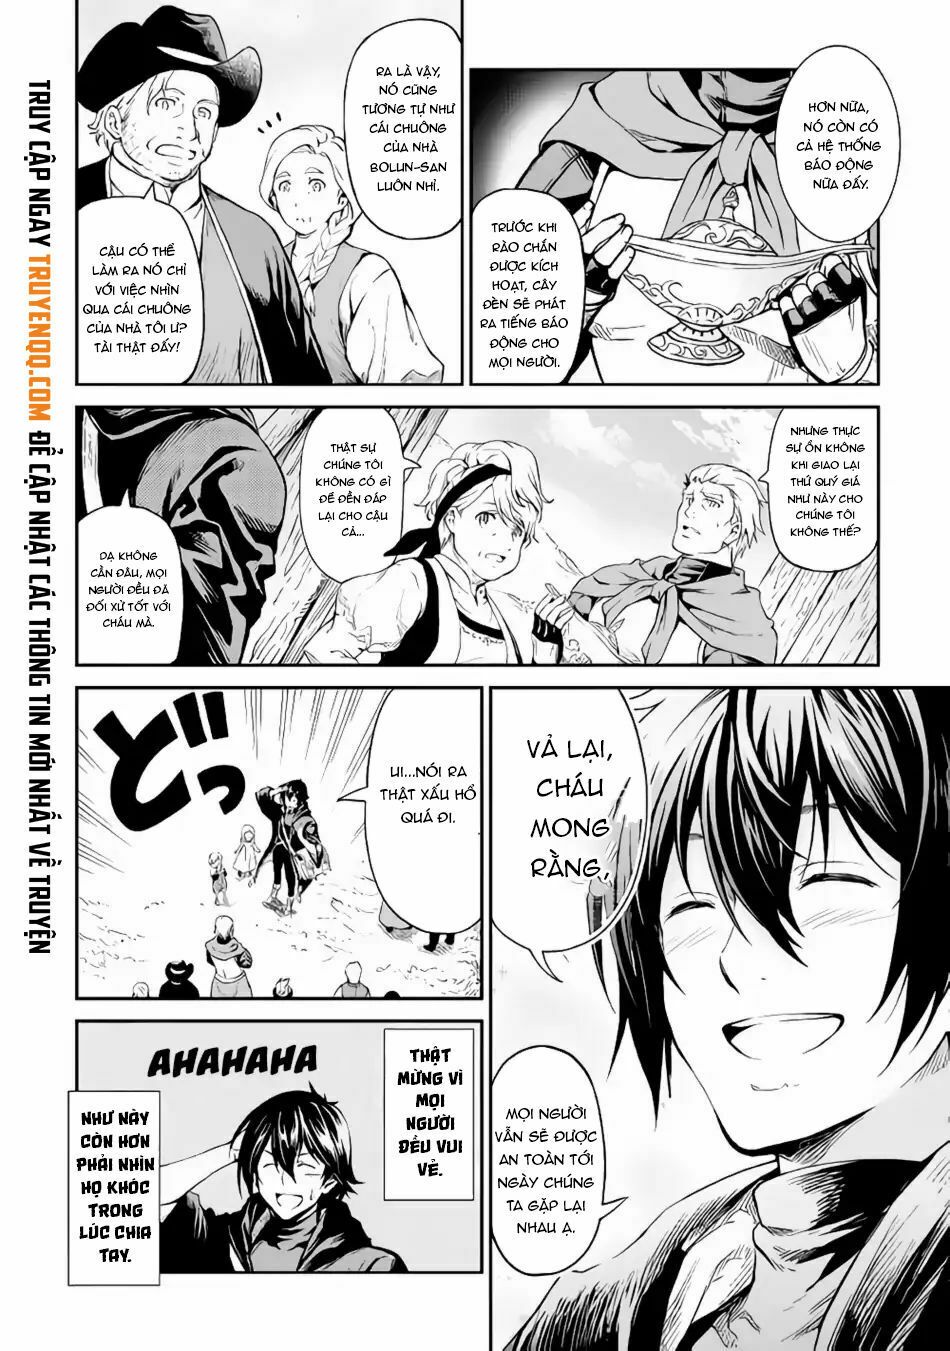 HƠN NỮA,
NÓ CÒN CÓ
CẢ HỆ THỐNG
BÁO ĐỘNG
NỮA ĐẤY.
TRƯỚC KHI
RÀO CHẮN
ĐƯỢC KÍCH
HOẠT, CÂY
ĐÈN SẼ PHÁT
RA TIẾNG BÁO
ĐỘNG CHO
MỌI NGƯỜI.
RA LÀ VẬY,
NÓ CŨNG
TƯƠNG TỰ NHƯ
CÁI CHUÔNG
CỦA NHÀ
BOLUN-SAN
LUÔN NHỈ.
CẬU CÓ THỂ
LÀM RA NÓ CHỈ
VỚI VIỆC NHÌN
QUA CÁI CHUÔNG
CỦA NHÀ TÔI Ư?
TÀI THẬT ĐẤY!
NHƯNG THỰC
SỰ ỔN KHÔNG
KHI GIAO LẠI
THỨ QUÝ GIÁ
NHƯ NÀY CHO
CHÚNG TÔI
KHÔNG THẾ?
THẬT SỰ
CHÚNG TÔI
KHÔNG CÓ GÌ
ĐỂ ĐỀN ĐÁP
LẠI CHO CẬU
CẢ...
DẠ KHÔNG
CẦN ĐÂU, MỌI
NGƯỜI ĐỀU ĐÃ
ĐỐI XỬ TỐT VỚI
CHÁU MÀ.
VẢ LẠI,
CHÁU
MONG
RẰNG,
MỌI NGƯỜI
VẪN SẼ ĐƯỢC
AN TOÀN TỚI
NGÀY CHÚNG
TA GẶP LẠI
NHAU Ạ.
どっ
UI...NÓI RA
THẬT XẤU HỔ
QUÁ ĐI.
THẬT
MỪNG VÌ
MỌI
NGƯỜI
ĐỀU VUI
VẺ.
AHAHAHA
NHƯ NÀY
CÒN HƠN
PHẢI NHÌN
HỌ KHÓC
TRONG
LÚC CHIA
TAY.
TRUY CẬP NGAY TRUYENQQ.COM ĐỂ CẬP NHẬT CÁC THÔNG TIN MỚI NHẤT VỀ TRUYỆN